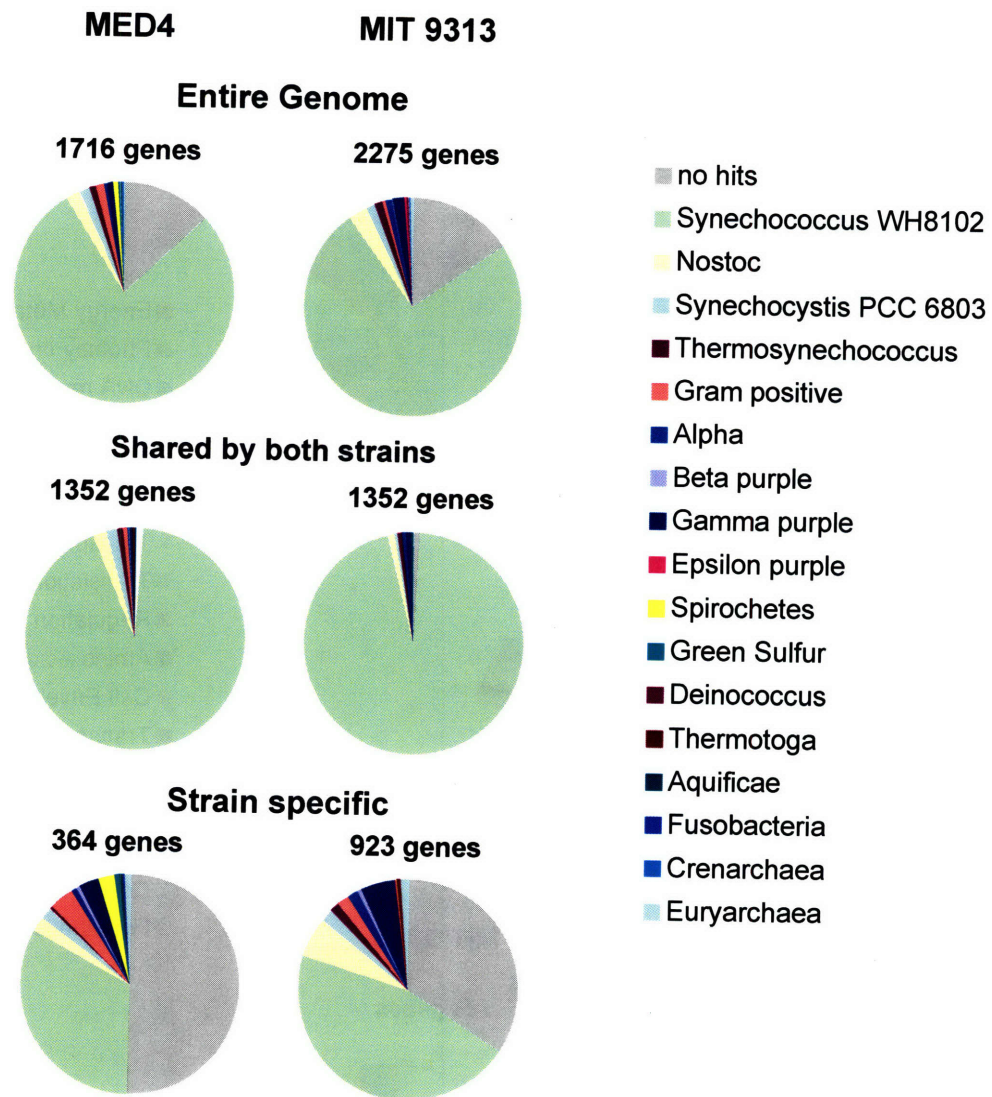 MED4 MIT 9313
Entire Genome
1716 genes 2275 genes
Shared by both strains
1352 genes 1352 genes
Strain specific
364 genes 923 genes
no hits
Synechococcus WH8102
Nostoc
Synechocystis PCC 6803
Thermosynechococcus
Gram positive
Alpha
Beta purple
Gamma purple
Epsilon purple
Spirochetes
Green Sulfur
Deinococcus
Thermotoga
Aquificae
Fusobacteria
Crenarchaea
Euryarchaea